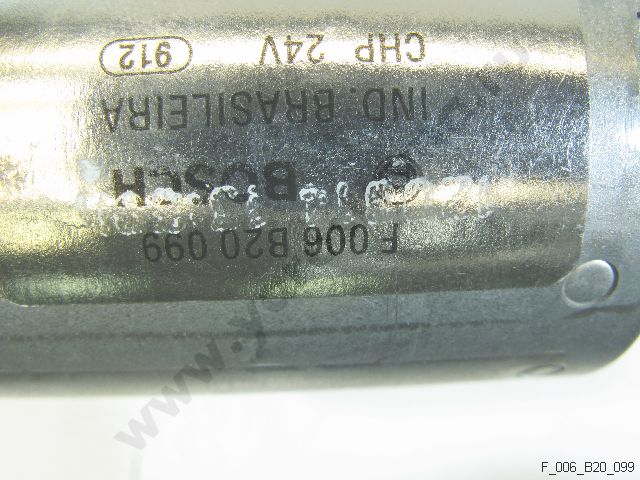 F 006 B20 099
BOSCH
IND. BRASILEIRA
CHP 24V 912
F_006_B20_099